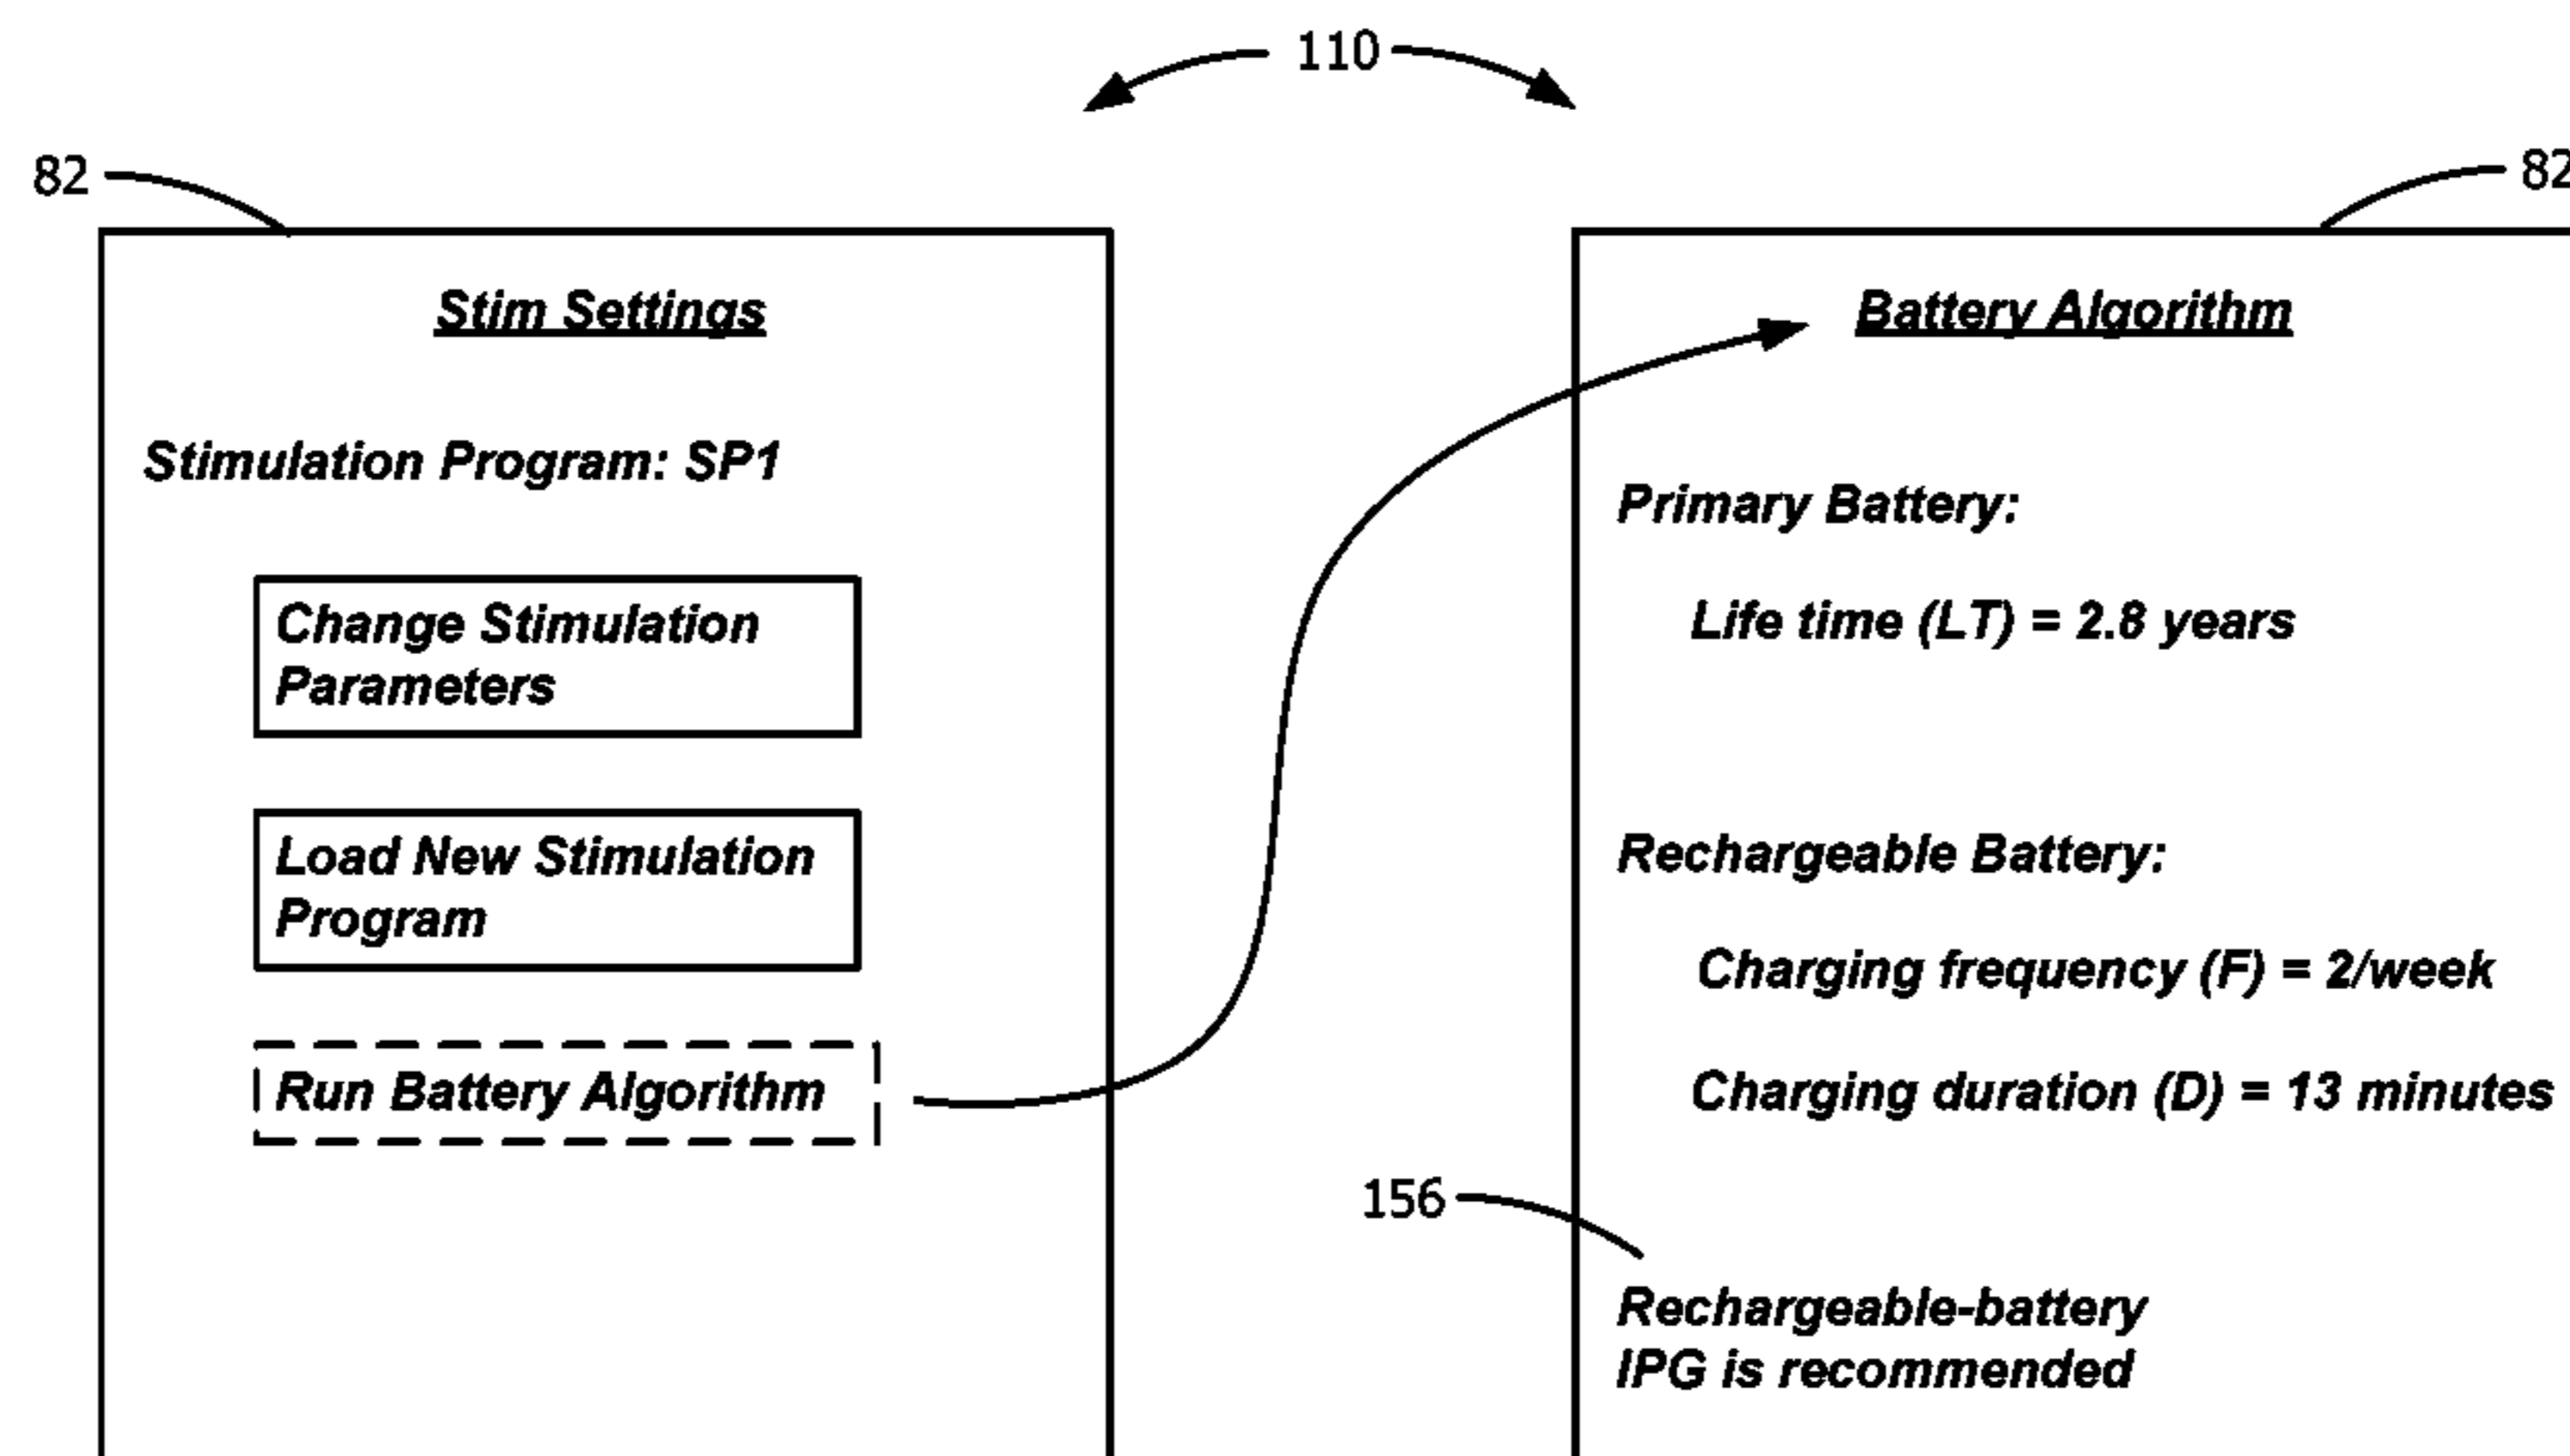 110
82
82
Stim Settings
Stimulation Program: SP1
Change Stimulation
Parameters
Load New Stimulation
Program
Run Battery Algorithm
Battery Algorithm
Primary Battery:
Life time (LT) = 2.8 years
Rechargeable Battery:
Charging frequency (F) = 2/week
Charging duration (D) = 13 minutes
156
Rechargeable-battery
IPG is recommended